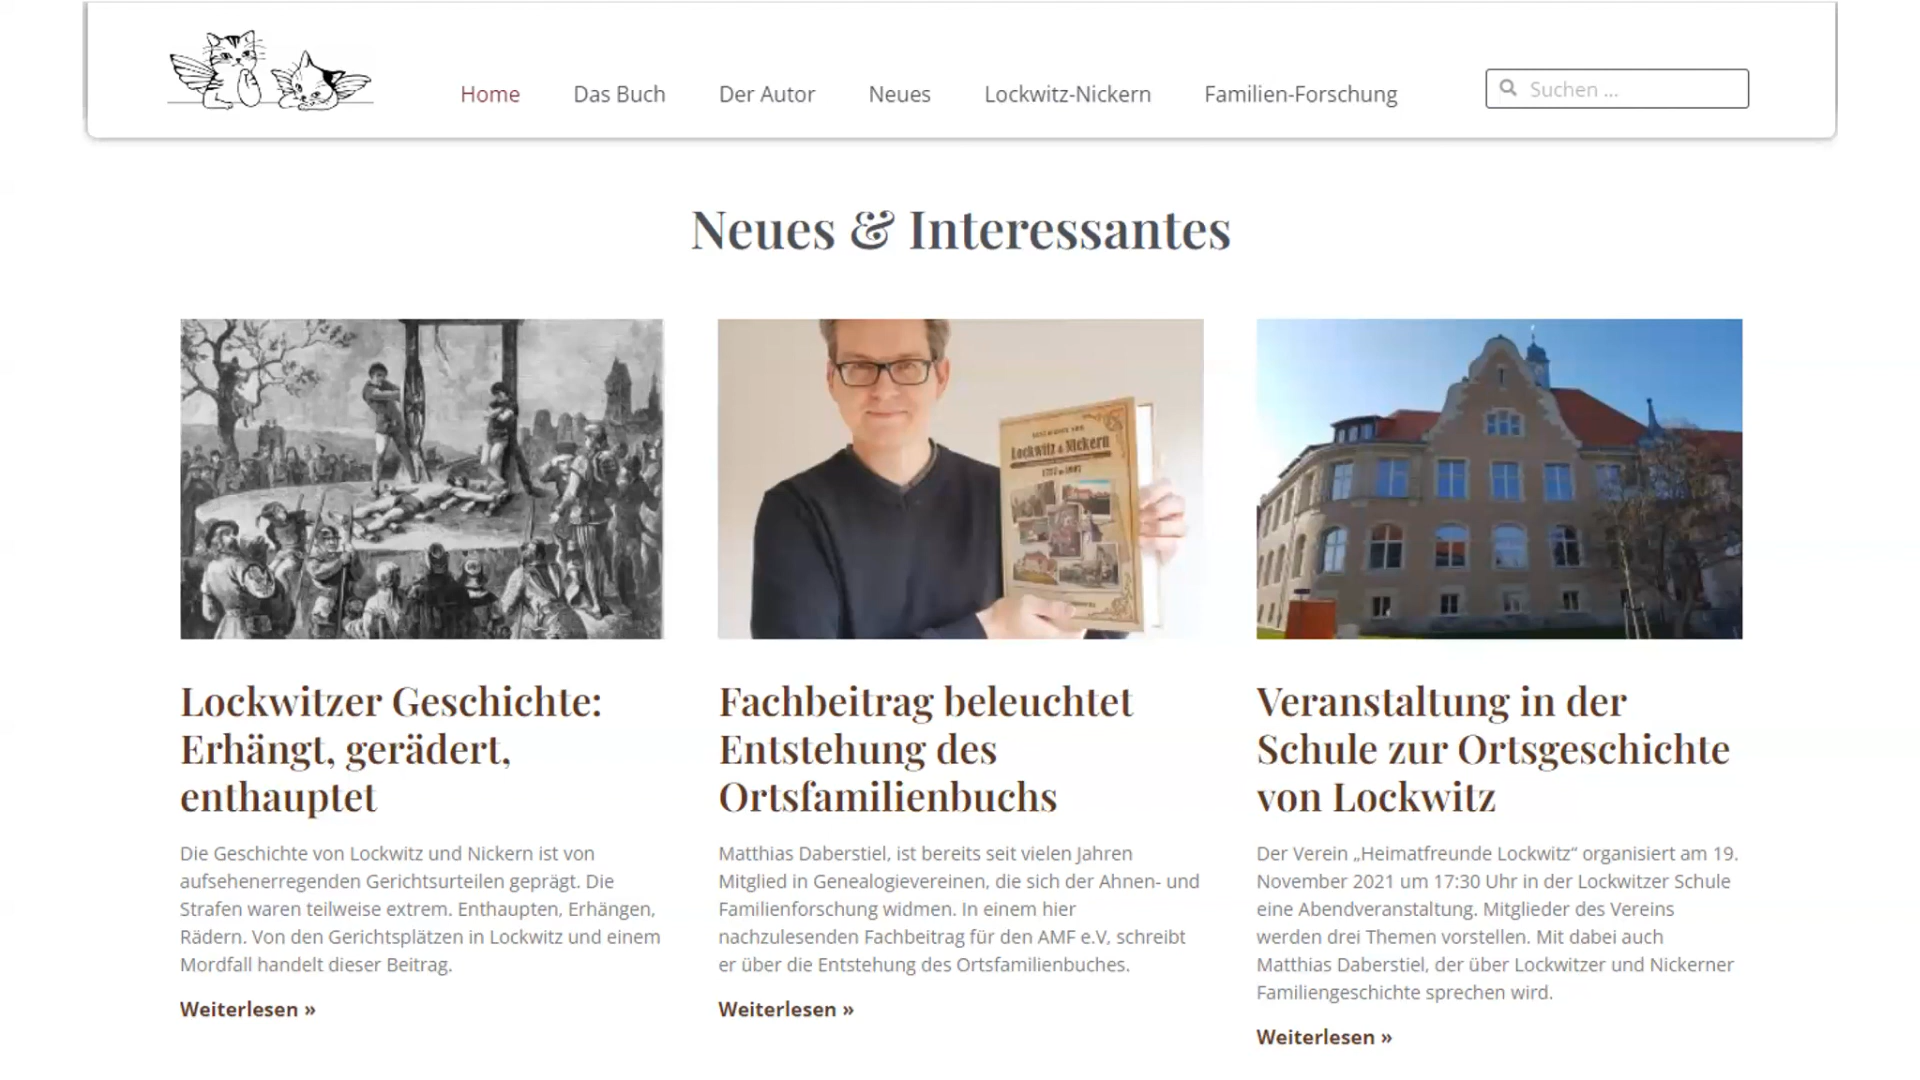 Home Das Buch Der Autor Neues Lockwitz-Nickern Familien-Forschung Suchen ...
Neues & Interessantes
Lockwitz & Nickern
Lockwitzer Geschichte:
Erhängt, gerädert,
enthauptet
Die Geschichte von Lockwitz und Nickern ist von
aufsehenerregenden Gerichtsurteilen geprägt. Die
Strafen waren teilweise extrem. Enthaupten, Erhängen,
Rädern. Von den Gerichtsplätzen in Lockwitz und einem
Mordfall handelt dieser Beitrag.
Weiterlesen »
Fachbeitrag beleuchtet
Entstehung des
Ortsfamilienbuchs
Matthias Daberstiel, ist bereits seit vielen Jahren
Mitglied in Genealogievereinen, die sich der Ahnen- und
Familienforschung widmen. In einem hier
nachzulesenden Fachbeitrag für den AMF e.V, schreibt
er über die Entstehung des Ortsfamilienbuches.
Weiterlesen »
Veranstaltung in der
Schule zur Ortsgeschichte
von Lockwitz
Der Verein „Heimatfreunde Lockwitz“ organisiert am 19.
November 2021 um 17:30 Uhr in der Lockwitzer Schule
eine Abendveranstaltung. Mitglieder des Vereins
werden drei Themen vorstellen. Mit dabei auch
Matthias Daberstiel, der über Lockwitzer und Nickerner
Familiengeschichte sprechen wird.
Weiterlesen »